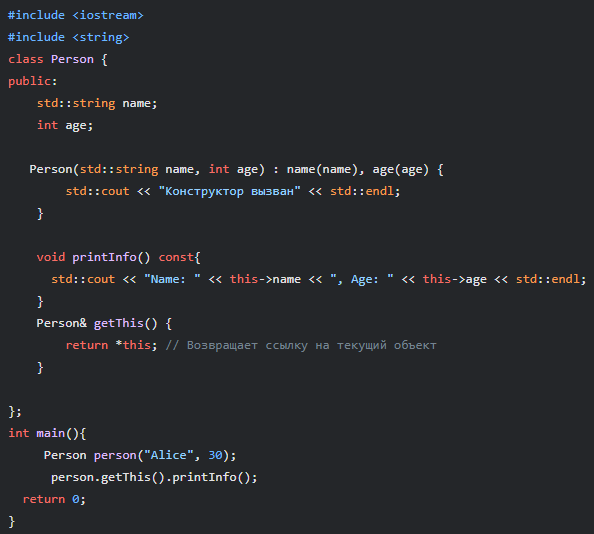 #include <iostream>
#include <string>
class Person {
public:
    std::string name;
    int age;

   Person(std::string name, int age) : name(name), age(age) {
        std::cout << "Конструктор вызван" << std::endl;
    }

    void printInfo() const{
      std::cout << "Name: " << this->name << ", Age: " << this->age << std::endl;
    }
    Person& getThis() {
        return *this; // Возвращает ссылку на текущий объект
    }

};
int main(){
     Person person("Alice", 30);
      person.getThis().printInfo();
  return 0;
}